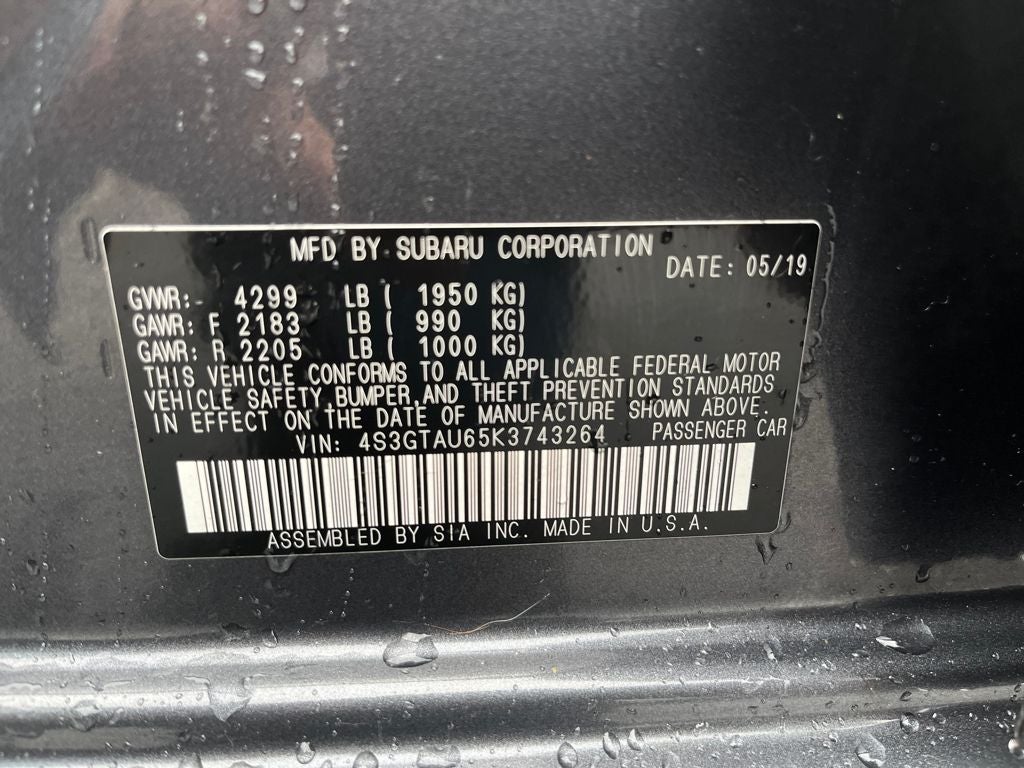 MFD BY SUBARU CORPORATION
DATE: 05/19
GVWR: 4299 LB ( 1950 KG)
GAWR: F 2183 LB ( 990 KG)
GAWR: R 2205 LB ( 1000 KG)
THIS VEHICLE CONFORMS TO ALL APPLICABLE FEDERAL MOTOR
VEHICLE SAFETY, BUMPER, AND THEFT PREVENTION STANDARDS
IN EFFECT ON THE DATE OF MANUFACTURE SHOWN ABOVE.
VIN: 4S3GTAU65K3743264 PASSENGER CAR
ASSEMBLED BY SIA INC. MADE IN U.S.A.